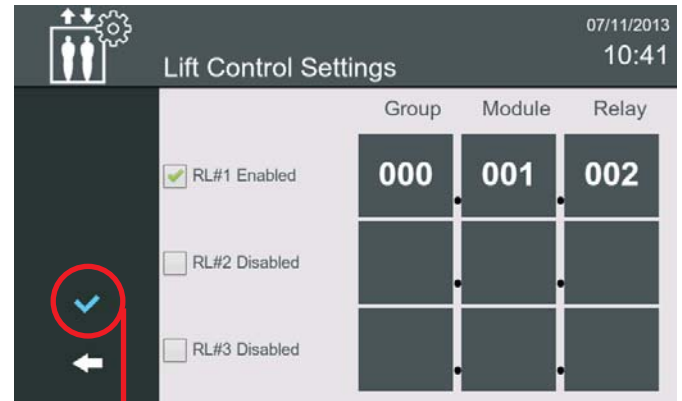 07/11/2013
10:41
Lift Control Settings
Group Module Relay
RL#1 Enabled 000 . 001 . 002
RL#2 Disabled . .
RL#3 Disabled . .